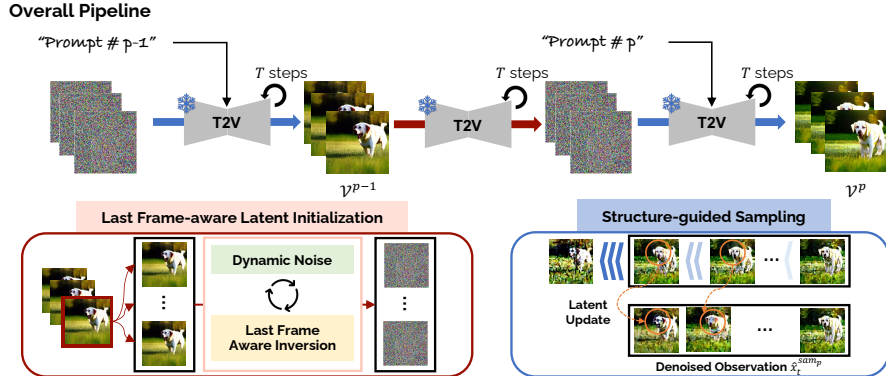 Overall Pipeline
“Prompt # p-1”
“Prompt # p”
T steps
T steps
T steps
T2V
T2V
T2V
𝒱^{p-1}
𝒱^{p}
Last Frame-aware Latent Initialization
Structure-guided Sampling
Dynamic Noise
Last Frame
Aware Inversion
Latent
Update
Denoised Observation x̂_t^{sam_p}